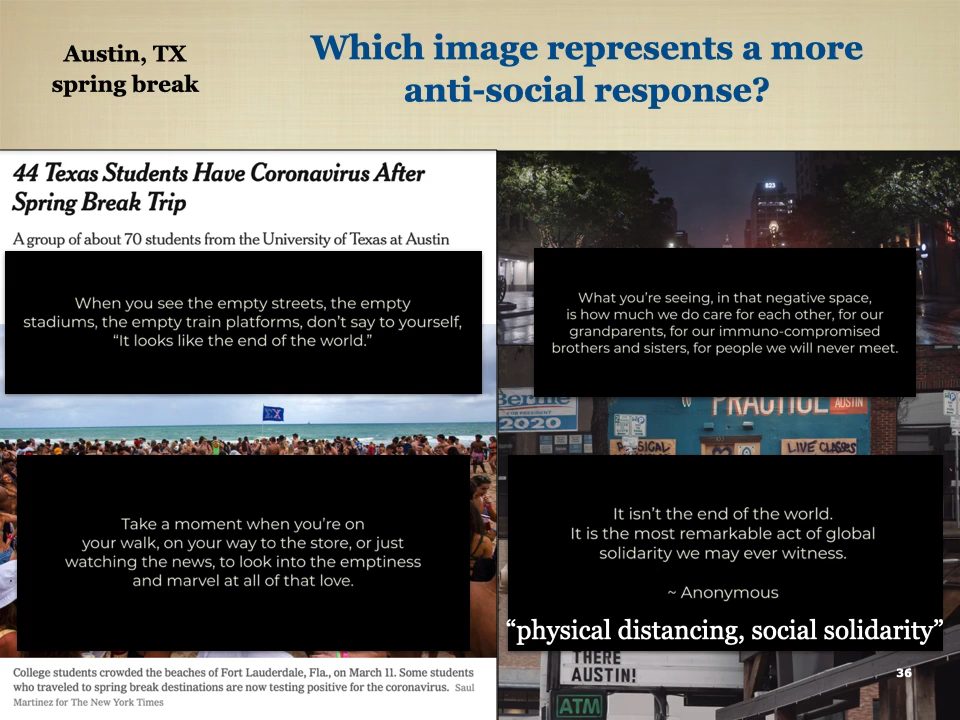 Austin, TX
spring break
Which image represents a more
anti-social response?
44 Texas Students Have Coronavirus After
Spring Break Trip
A group of about 70 students from the University of Texas at Austin
When you see the empty streets, the empty
stadiums, the empty train platforms, don’t say to yourself,
“It looks like the end of the world.”
What you’re seeing, in that negative space,
is how much we do care for each other, for our
grandparents, for our immuno-compromised
brothers and sisters, for people we will never meet.
ΣX
823
Bernie
FOR PRESIDENT
2020
PRACTICE
AUSTIN
LIVE CLASSES
Take a moment when you’re on
your walk, on your way to the store, or just
watching the news, to look into the emptiness
and marvel at all of that love.
It isn’t the end of the world.
It is the most remarkable act of global
solidarity we may ever witness.
~ Anonymous
“physical distancing, social solidarity”
THERE
AUSTIN!
ATM
College students crowded the beaches of Fort Lauderdale, Fla., on March 11. Some students
who traveled to spring break destinations are now testing positive for the coronavirus. Saul
Martinez for The New York Times
36